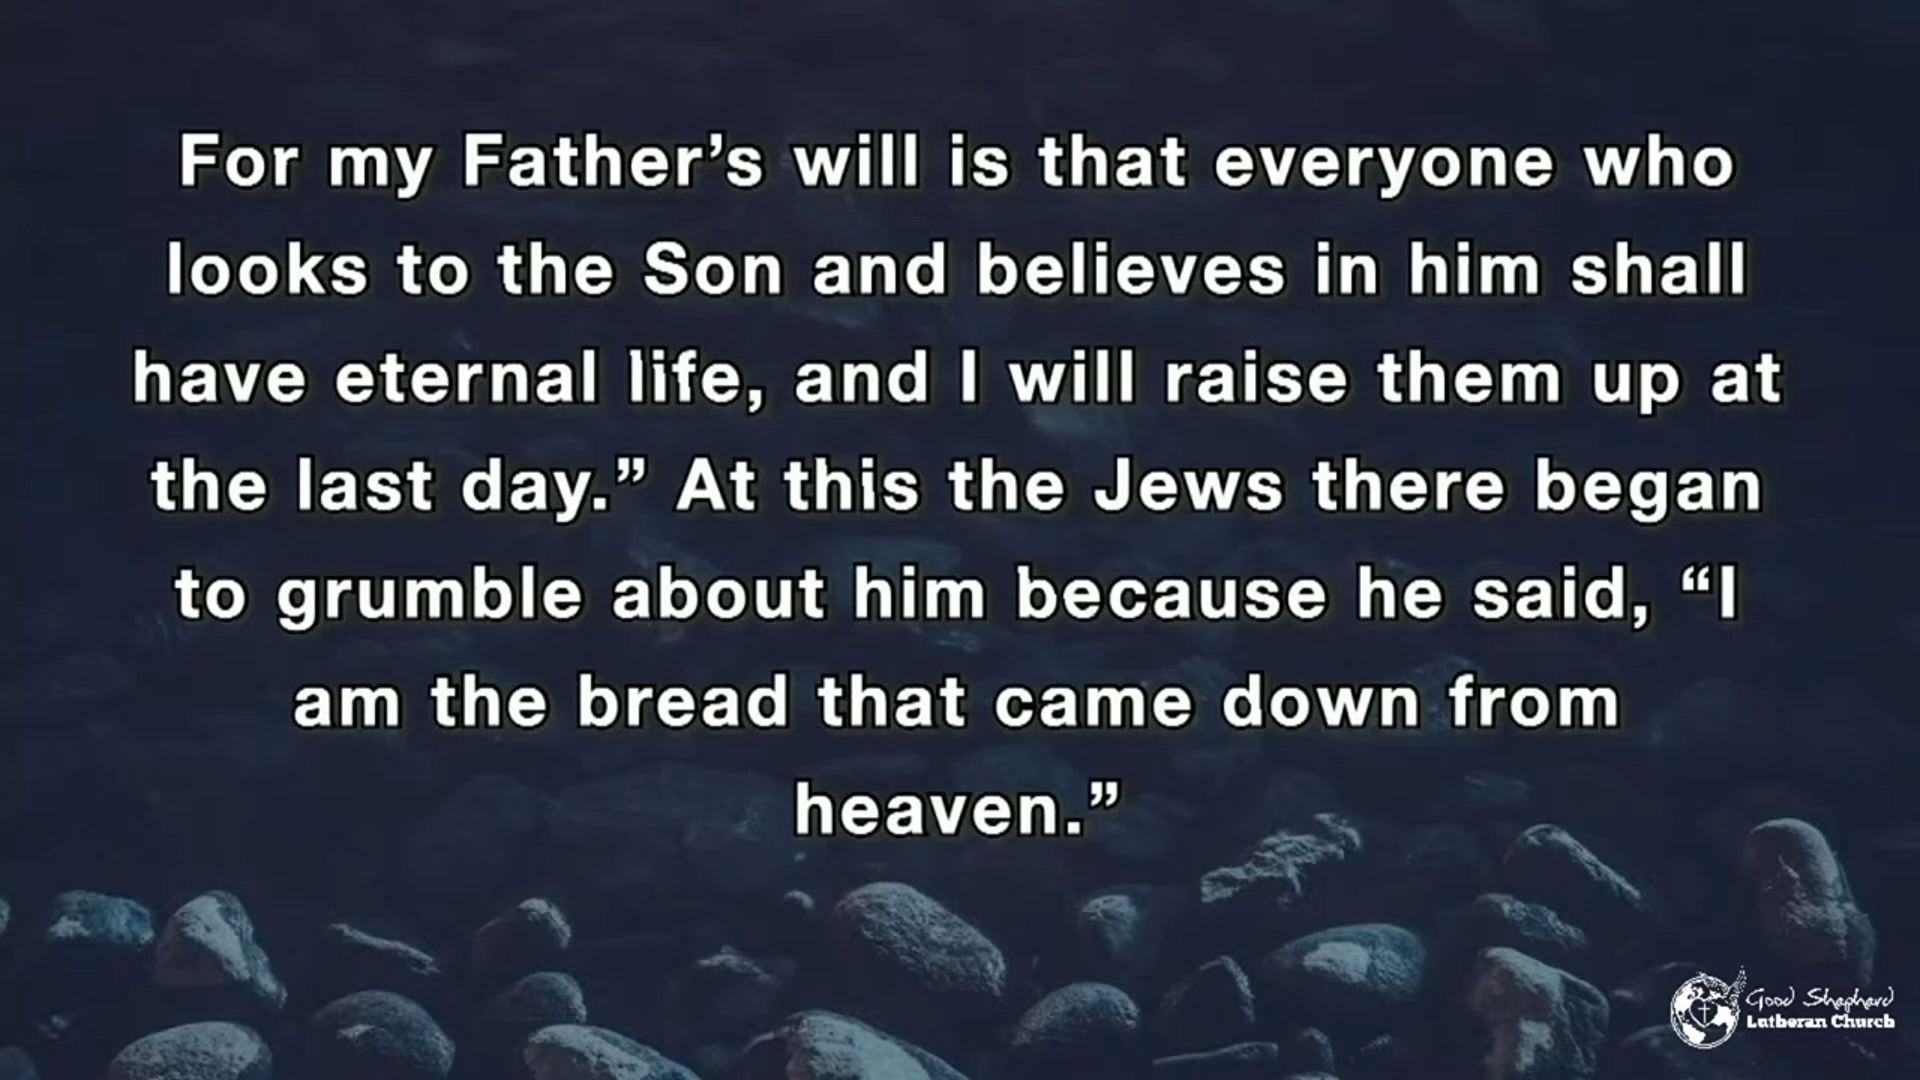 For my Father’s will is that everyone who
looks to the Son and believes in him shall
have eternal life, and I will raise them up at
the last day.” At this the Jews there began
to grumble about him because he said, “I
am the bread that came down from
heaven.”
Good Shepherd
Lutheran Church